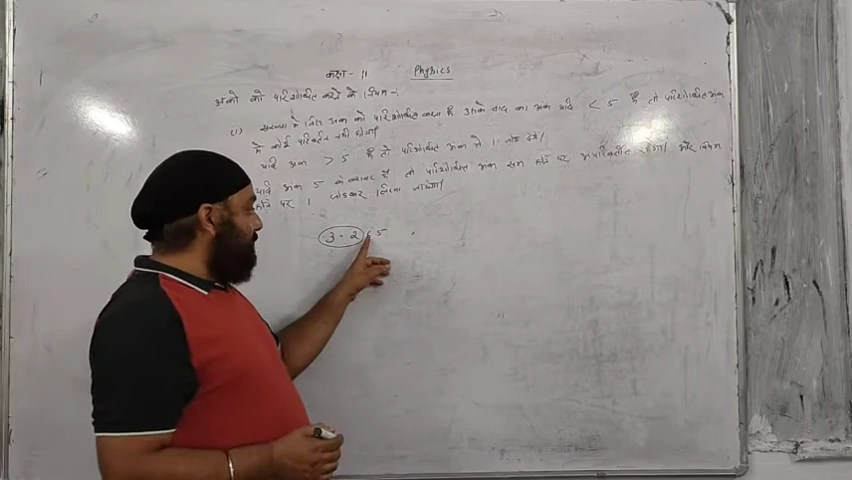 कक्षा - 11 Physics
अंकों को परिशोधित करने के नियम -:
(1) संख्या के जिस अंक को परिशोधित करना है उसके बाद का अंक यदि < 5 है तो परिशोधित अंक
में कोई परिवर्तन नहीं होगा।
यदि अंक > 5 है तो परिशोधित अंक में 1 जोड़ देंगे।
यदि अंक 5 के बराबर है तो परिशोधित अंक सम होने पर अपरिवर्तित रहेगा। और विषम
होने पर 1 जोड़कर लिखा जायेगा।
3.2 5